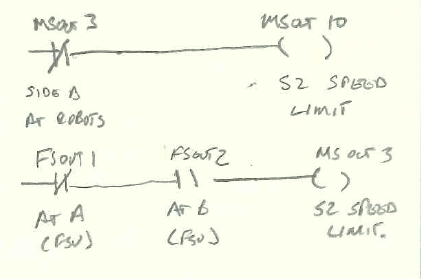 MSOUT 3
MSOUT 10
SIDE B
AT ROBOTS
S2 SPEED
LIMIT
FSOUT 1
FSOUT 2
MS OUT 3
AT A
(FSU)
AT B
(FSU)
S2 SPEED
LIMIT.